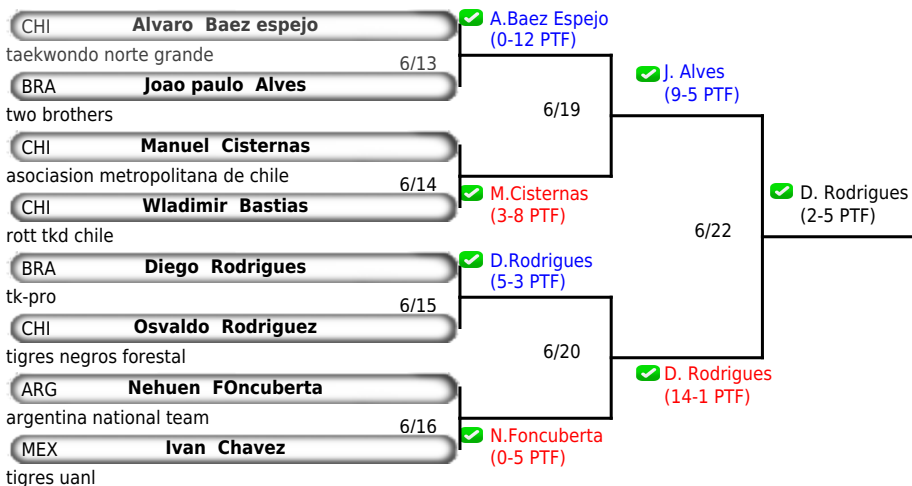 CHI Alvaro Baez espejo
taekwondo norte grande
6/13
BRA Joao paulo Alves
two brothers
CHI Manuel Cisternas
asociasion metropolitana de chile
6/14
CHI Wladimir Bastias
rott tkd chile
BRA Diego Rodrigues
tk-pro
6/15
CHI Osvaldo Rodriguez
tigres negros forestal
ARG Nehuen FOncuberta
argentina national team
6/16
MEX Ivan Chavez
tigres uanl
A.Baez Espejo
(0-12 PTF)
6/19
M.Cisternas
(3-8 PTF)
D.Rodrigues
(5-3 PTF)
6/20
N.Foncuberta
(0-5 PTF)
J. Alves
(9-5 PTF)
6/22
D. Rodrigues
(14-1 PTF)
D. Rodrigues
(2-5 PTF)